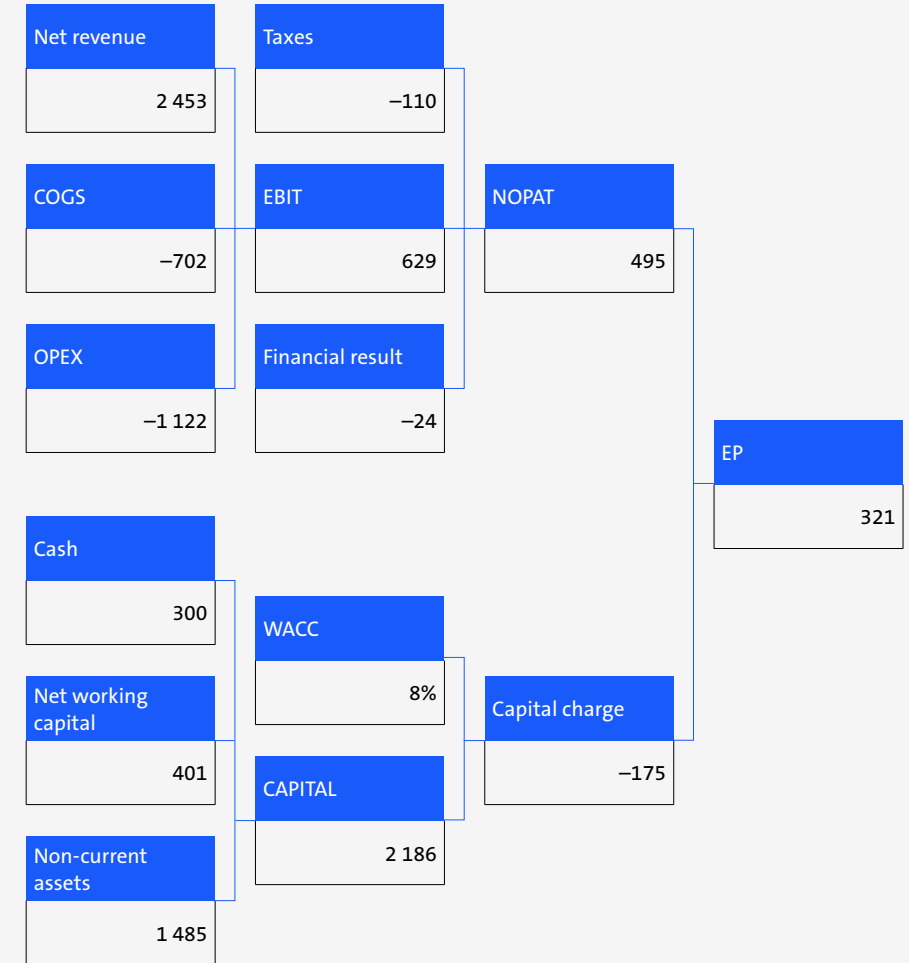 Net revenue
2 453
Taxes
–110
COGS
–702
EBIT
629
NOPAT
495
OPEX
–1 122
Financial result
–24
EP
321
Cash
300
WACC
8%
Net working
capital
401
Capital charge
–175
CAPITAL
2 186
Non-current
assets
1 485